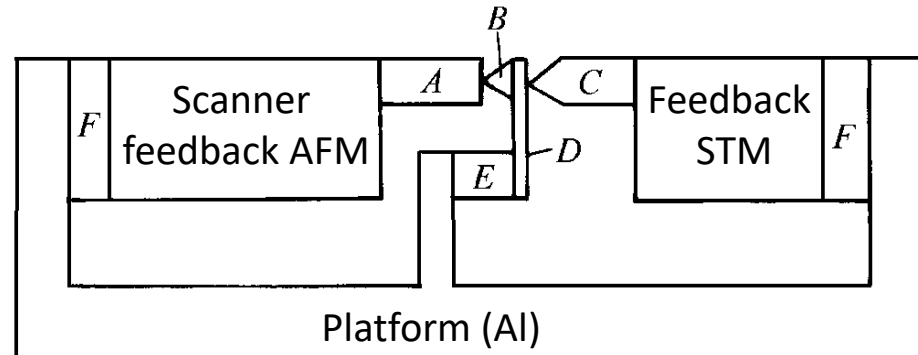 B
A
C
F
Scanner
feedback AFM
Feedback
STM
F
D
E
Platform (Al)